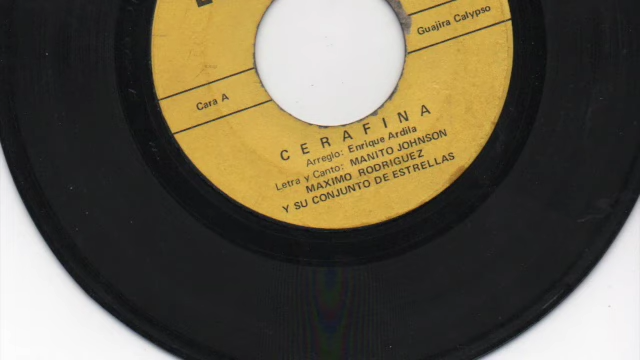 Guajira Calypso
Cara A
CERAFINA
Arreglo: Enrique Ardila
Letra y Canto: MANITO JOHNSON
MAXIMO RODRIGUEZ
Y SU CONJUNTO DE ESTRELLAS